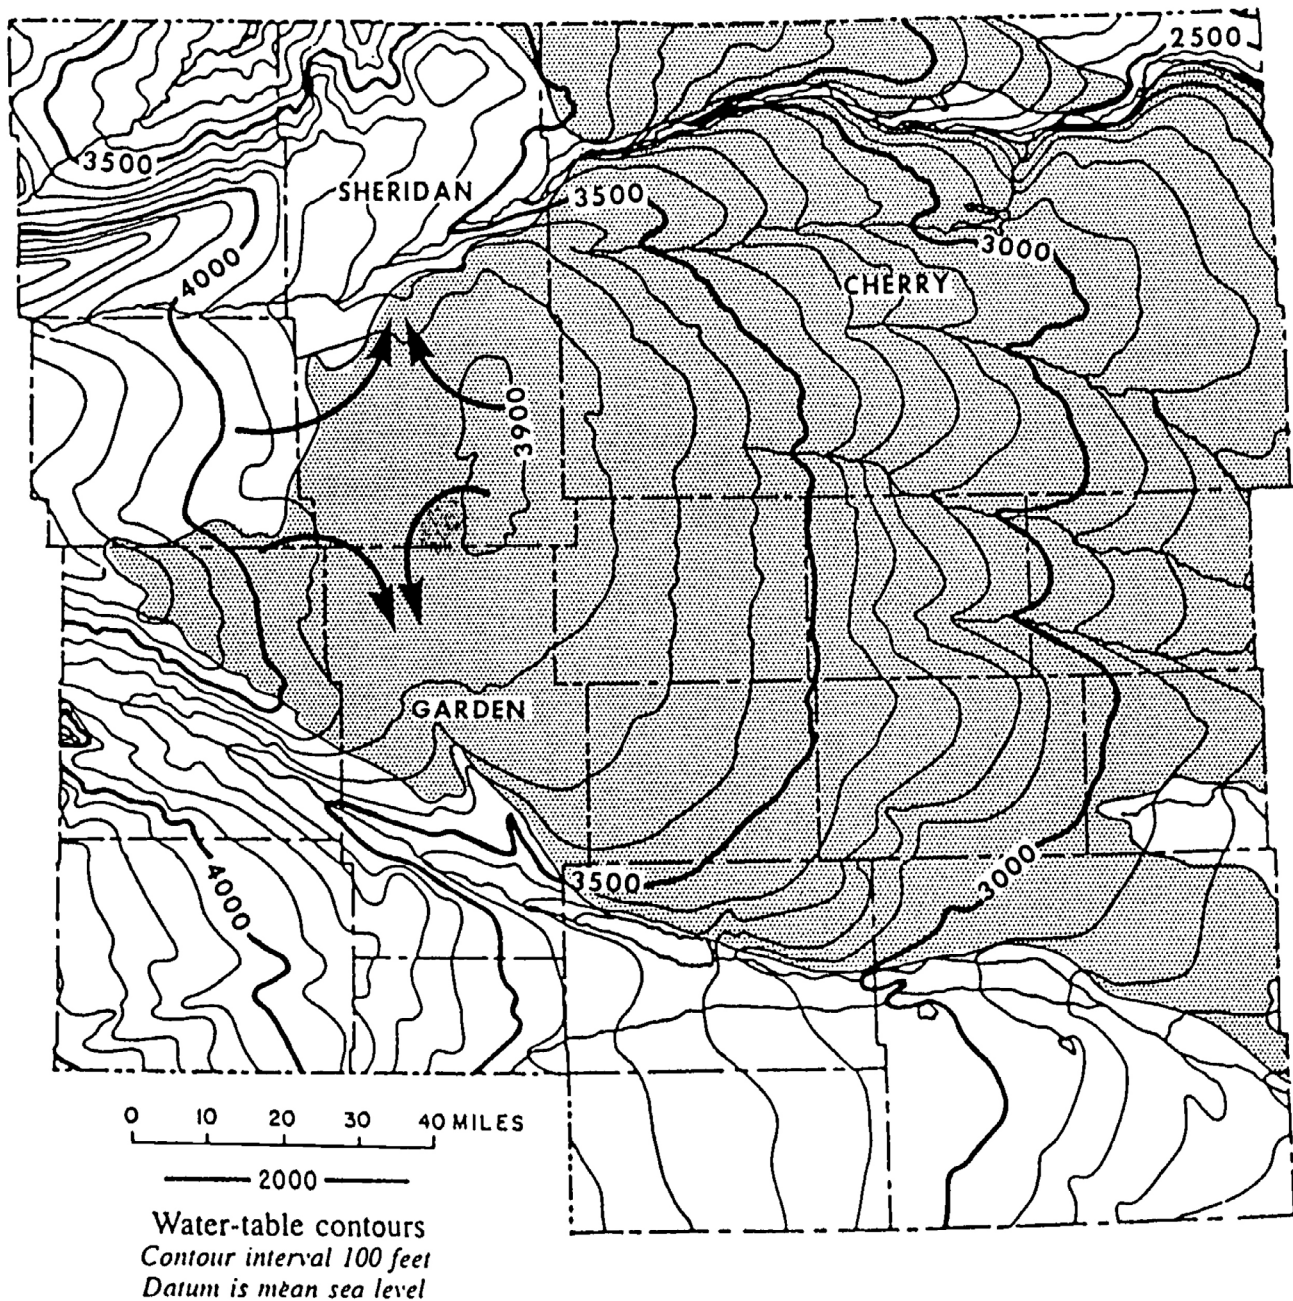 2500
3500
SHERIDAN
3500
3000
4000
CHERRY
3900
GARDEN
4000
3500
3000
0 10 20 30 40 MILES
2000
Water-table contours
Contour interval 100 feet
Datum is mean sea level